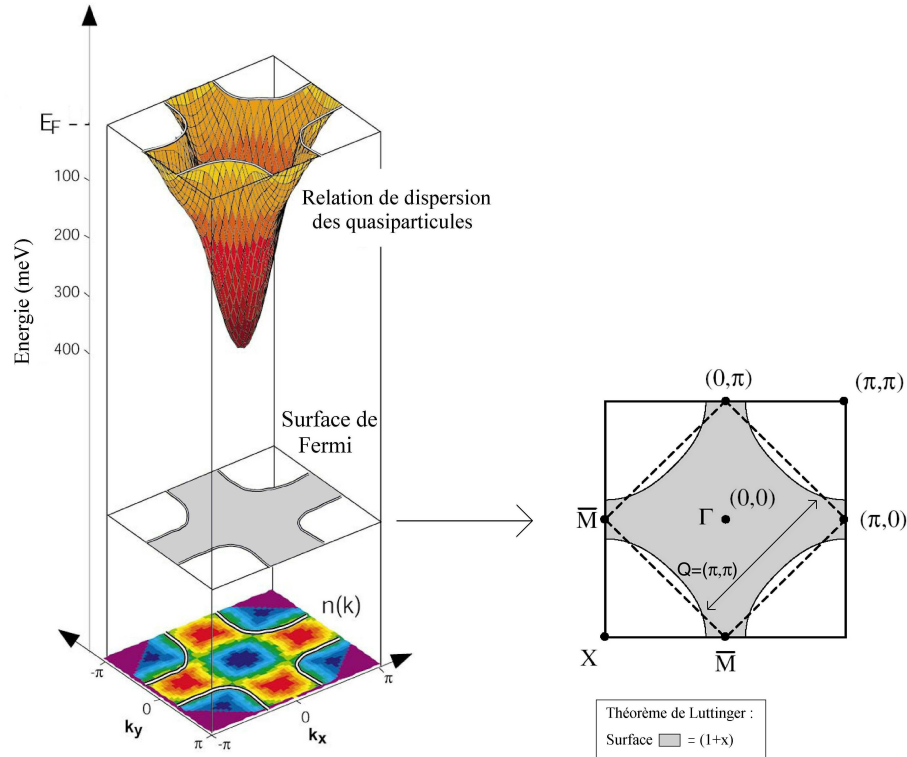 E_F
100
200
300
400
Energie (meV)
Relation de dispersion
des quasiparticules
Surface de
Fermi
n(k)
-π
0
π
k_y
-π
0
π
k_x
(0,π)
(π,π)
M̅
Γ
(0,0)
(π,0)
Q=(π,π)
X
M̅
Théorème de Luttinger :
Surface = (1+x)